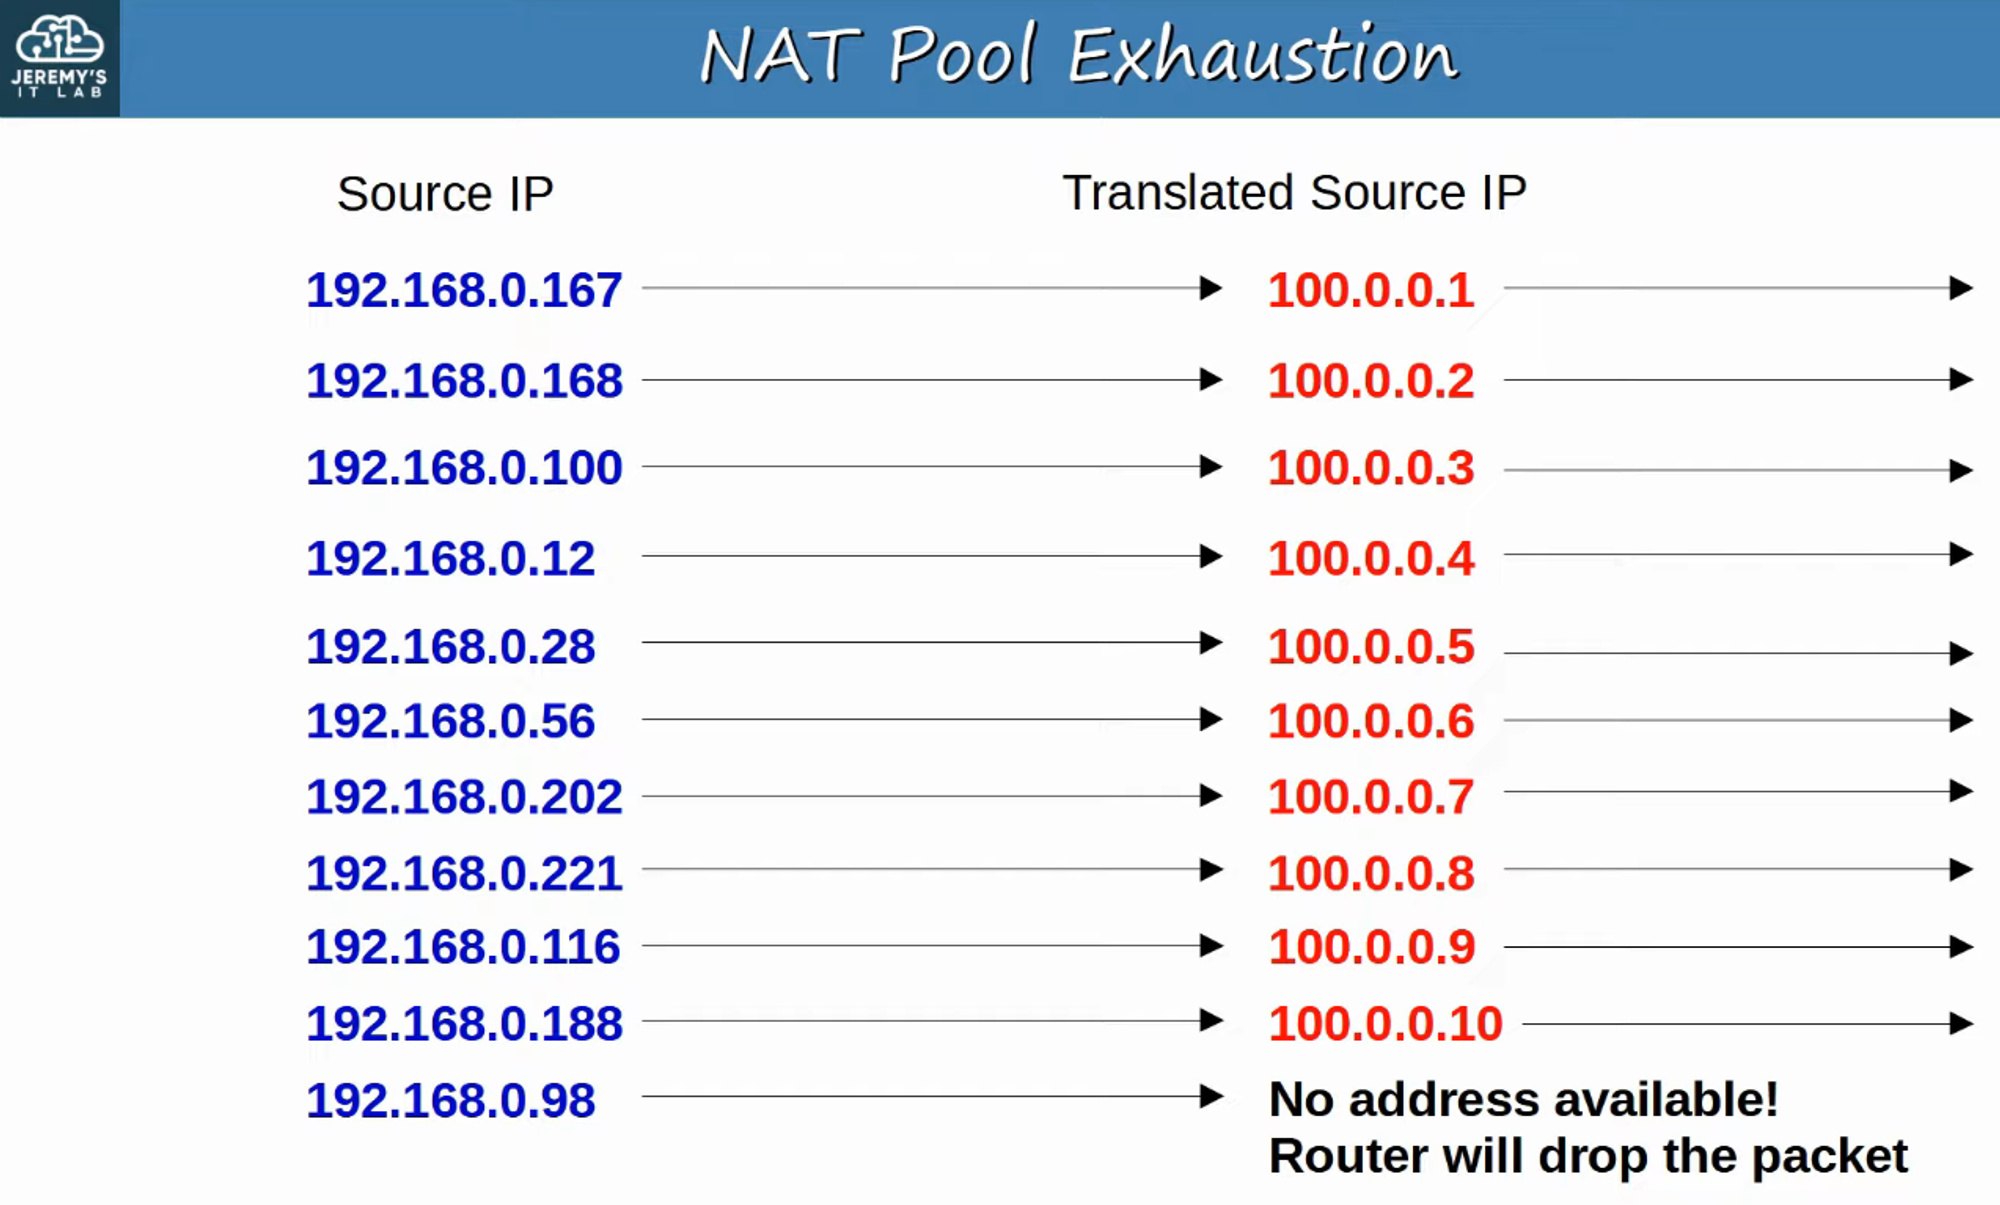 JEREMY'S
IT LAB
NAT Pool Exhaustion
Source IP Translated Source IP
192.168.0.167 100.0.0.1
192.168.0.168 100.0.0.2
192.168.0.100 100.0.0.3
192.168.0.12 100.0.0.4
192.168.0.28 100.0.0.5
192.168.0.56 100.0.0.6
192.168.0.202 100.0.0.7
192.168.0.221 100.0.0.8
192.168.0.116 100.0.0.9
192.168.0.188 100.0.0.10
192.168.0.98 No address available!
Router will drop the packet